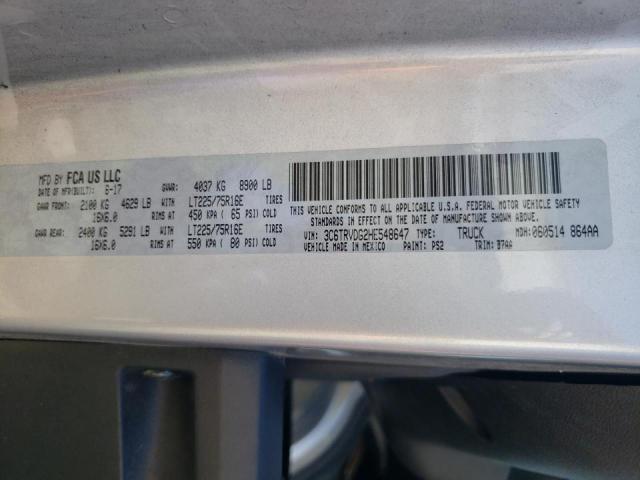 MFD BY FCA US LLC
DATE OF MFR(BUILT): 6-17 GVWR: 4037 KG 8900 LB
GAWR FRONT: 2100 KG 4629 LB WITH LT225/75R16E TIRES
16X6.0 RIMS AT 450 KPA ( 65 PSI) COLD
GAWR REAR: 2400 KG 5291 LB WITH LT225/75R16E TIRES
16X6.0 RIMS AT 550 KPA ( 80 PSI) COLD
THIS VEHICLE CONFORMS TO ALL APPLICABLE U.S.A. FEDERAL MOTOR VEHICLE SAFETY
STANDARDS IN EFFECT ON THE DATE OF MANUFACTURE SHOWN ABOVE.
VIN: 3C6TRVDG2HE548647 TYPE: TRUCK MDH: 060514 864AA
VEHICLE MADE IN MEXICO PAINT: PS2 TRIM: B7AA